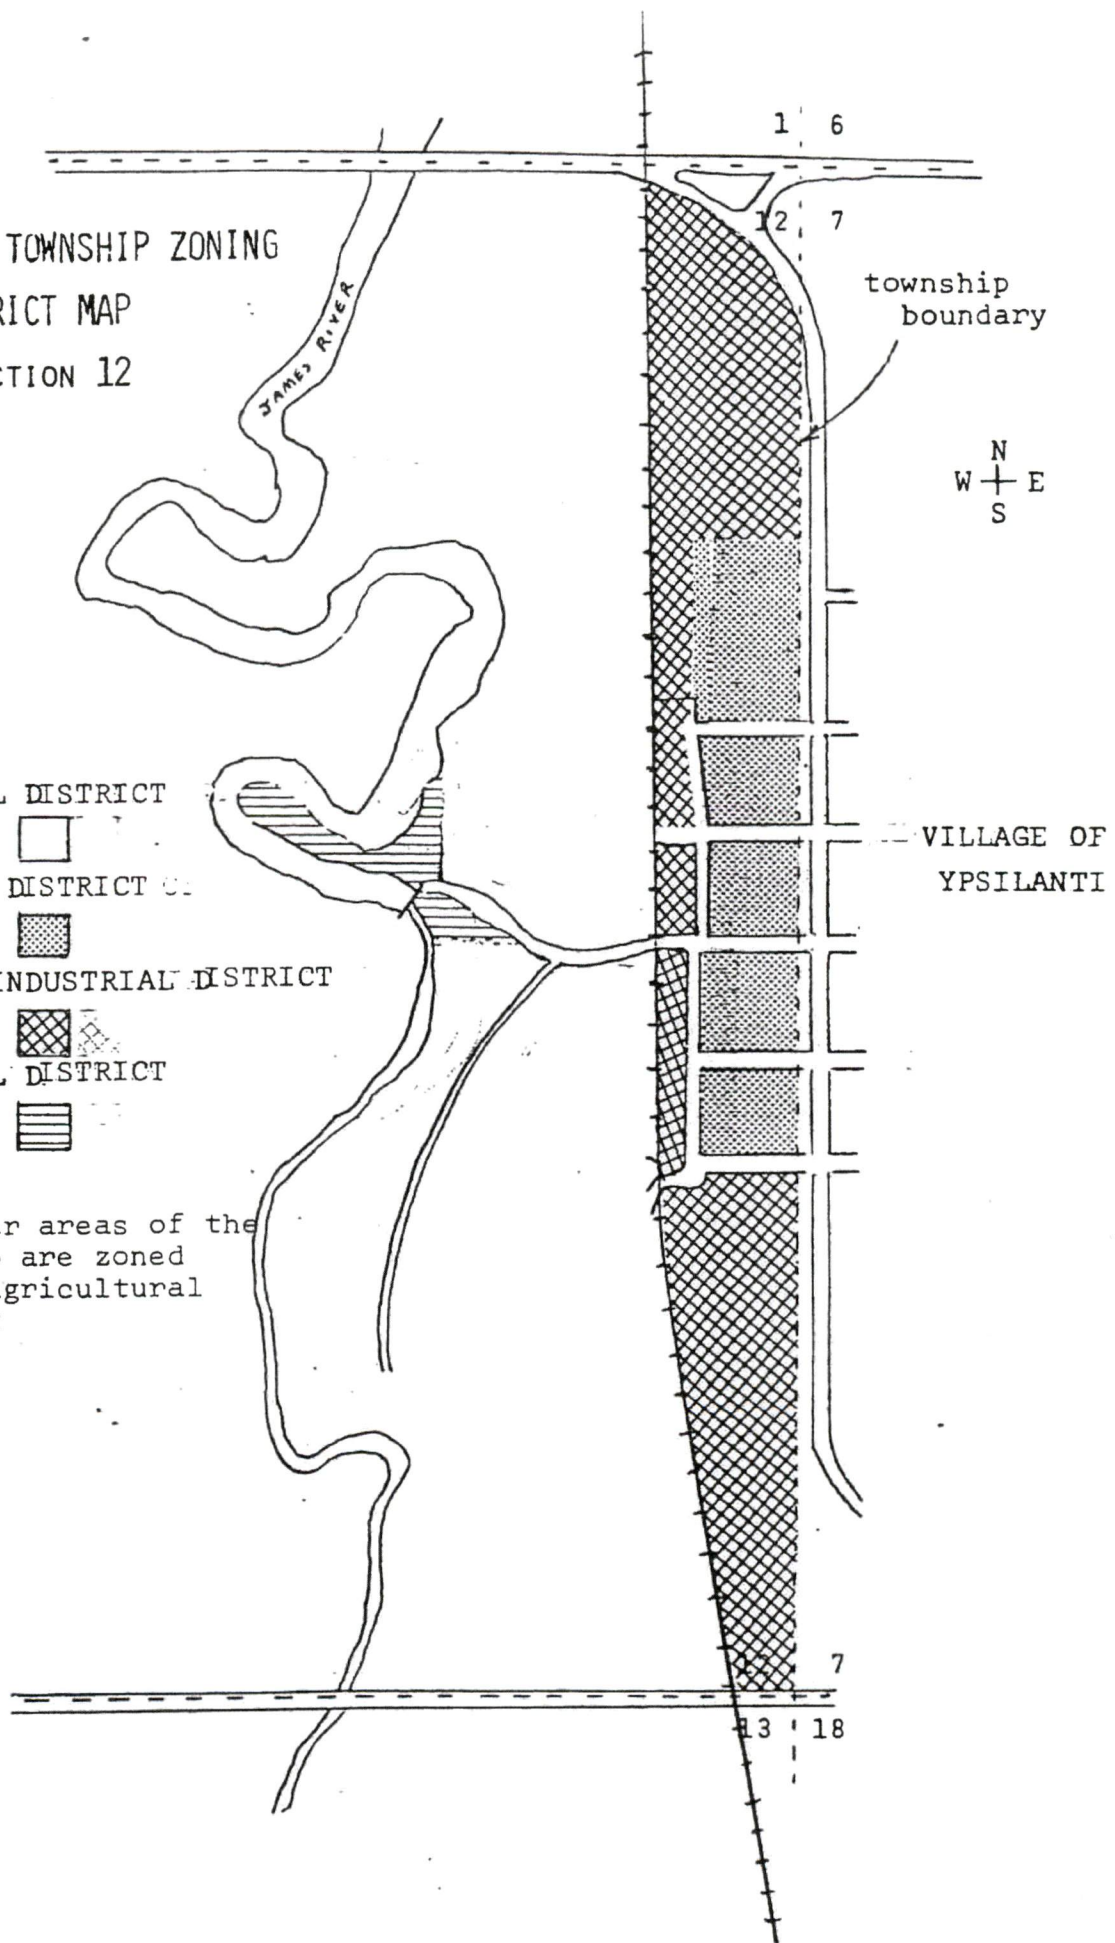 1 6
12 7
TOWNSHIP ZONING
RICT MAP
CTION 12
JAMES RIVER
township
boundary
N
W E
S
L DISTRICT
DISTRICT
INDUSTRIAL DISTRICT
L DISTRICT
VILLAGE OF
YPSILANTI
r areas of the
are zoned
gricultural
12 7
13 18